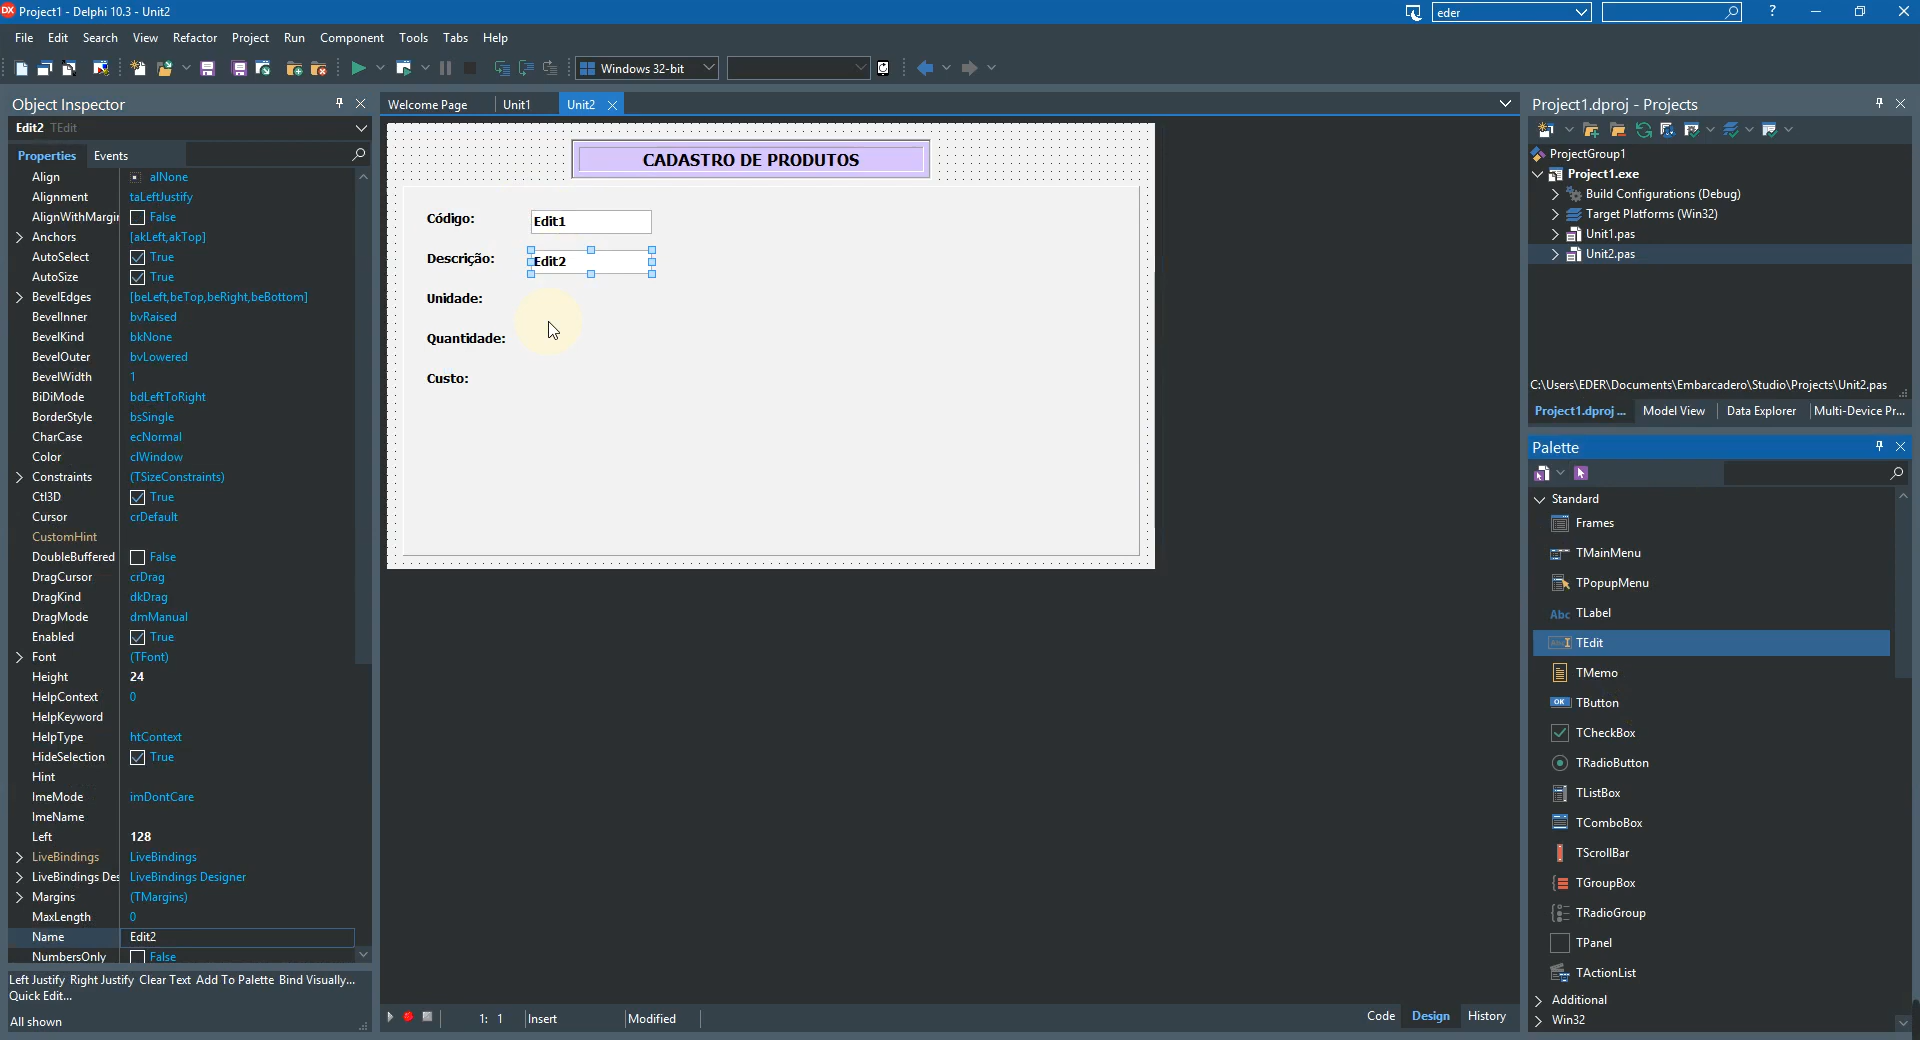 DX Project1 - Delphi 10.3 - Unit2
eder
?
File Edit Search View Refactor Project Run Component Tools Tabs Help
Windows 32-bit
Object Inspector
Edit2 TEdit
Properties Events
Align alNone
Alignment taLeftJustify
AlignWithMargir False
Anchors [akLeft,akTop]
AutoSelect True
AutoSize True
BevelEdges [beLeft,beTop,beRight,beBottom]
BevelInner bvRaised
BevelKind bkNone
BevelOuter bvLowered
BevelWidth 1
BiDiMode bdLeftToRight
BorderStyle bsSingle
CharCase ecNormal
Color clWindow
Constraints (TSizeConstraints)
Ctl3D True
Cursor crDefault
CustomHint
DoubleBuffered False
DragCursor crDrag
DragKind dkDrag
DragMode dmManual
Enabled True
Font (TFont)
Height 24
HelpContext 0
HelpKeyword
HelpType htContext
HideSelection True
Hint
ImeMode imDontCare
ImeName
Left 128
LiveBindings LiveBindings
LiveBindings Des LiveBindings Designer
Margins (TMargins)
MaxLength 0
Name Edit2
NumbersOnly False
Left Justify Right Justify Clear Text Add To Palette Bind Visually...
Quick Edit...
All shown
Welcome Page Unit1 Unit2
CADASTRO DE PRODUTOS
Código: Edit1
Descrição: Edit2
Unidade:
Quantidade:
Custo:
1: 1 Insert Modified
Code Design History
Project1.dproj - Projects
ProjectGroup1
Project1.exe
Build Configurations (Debug)
Target Platforms (Win32)
Unit1.pas
Unit2.pas
C:\Users\EDER\Documents\Embarcadero\Studio\Projects\Unit2.pas
Project1.dproj ... Model View Data Explorer Multi-Device Pr...
Palette
Standard
Frames
TMainMenu
TPopupMenu
Abc TLabel
TEdit
TMemo
OK TButton
TCheckBox
TRadioButton
TListBox
TComboBox
TScrollBar
TGroupBox
TRadioGroup
TPanel
TActionList
Additional
Win32